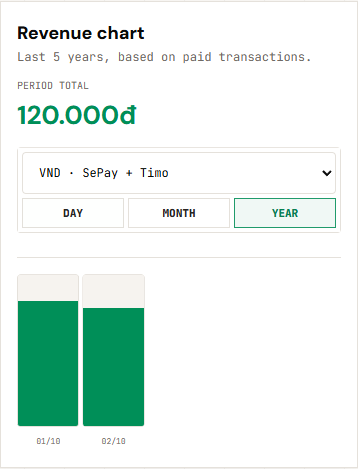 Revenue chart
Last 5 years, based on paid transactions.
PERIOD TOTAL
120.000đ
VND · SePay + Timo
DAY MONTH YEAR
01/10 02/10